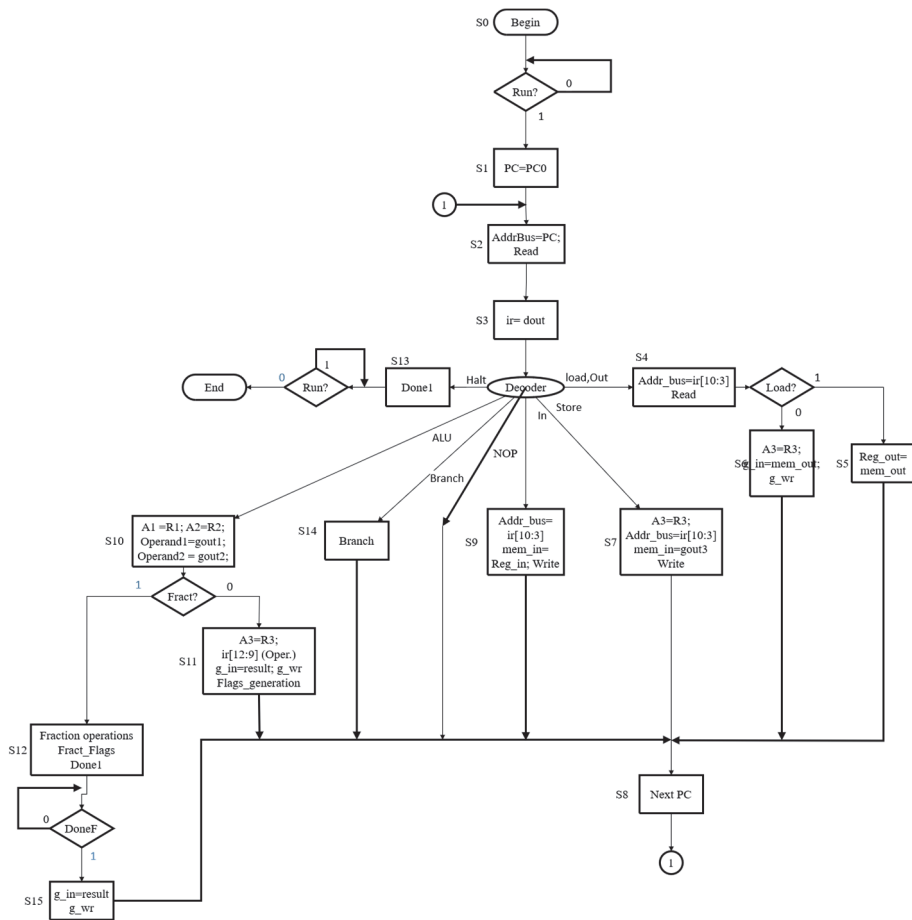 S0
Begin
Run?
0
1
S1
PC=PC0
1
S2
AddrBus=PC;
Read
S3
ir= dout
End
0
Run?
1
S13
Done1
Halt
Decoder
load,Out
S4
Addr_bus=ir[10:3]
Read
Load?
1
0
ALU
Branch
NOP
In
Store
S6
A3=R3;
g_in=mem_out;
g_wr
S5
Reg_out=
mem_out
S10
A1 =R1; A2=R2;
Operand1=gout1;
Operand2 = gout2;
S14
Branch
S9
Addr_bus=
ir[10:3]
mem_in=
Reg_in; Write
S7
A3=R3;
Addr_bus=ir[10:3]
mem_in=gout3
Write
1
Fract?
0
S11
A3=R3;
ir[12:9] (Oper.)
g_in=result; g_wr
Flags_generation
S12
Fraction operations
Fract_Flags
Done1
S8
Next PC
0
DoneF
1
1
S15
g_in=result
g_wr